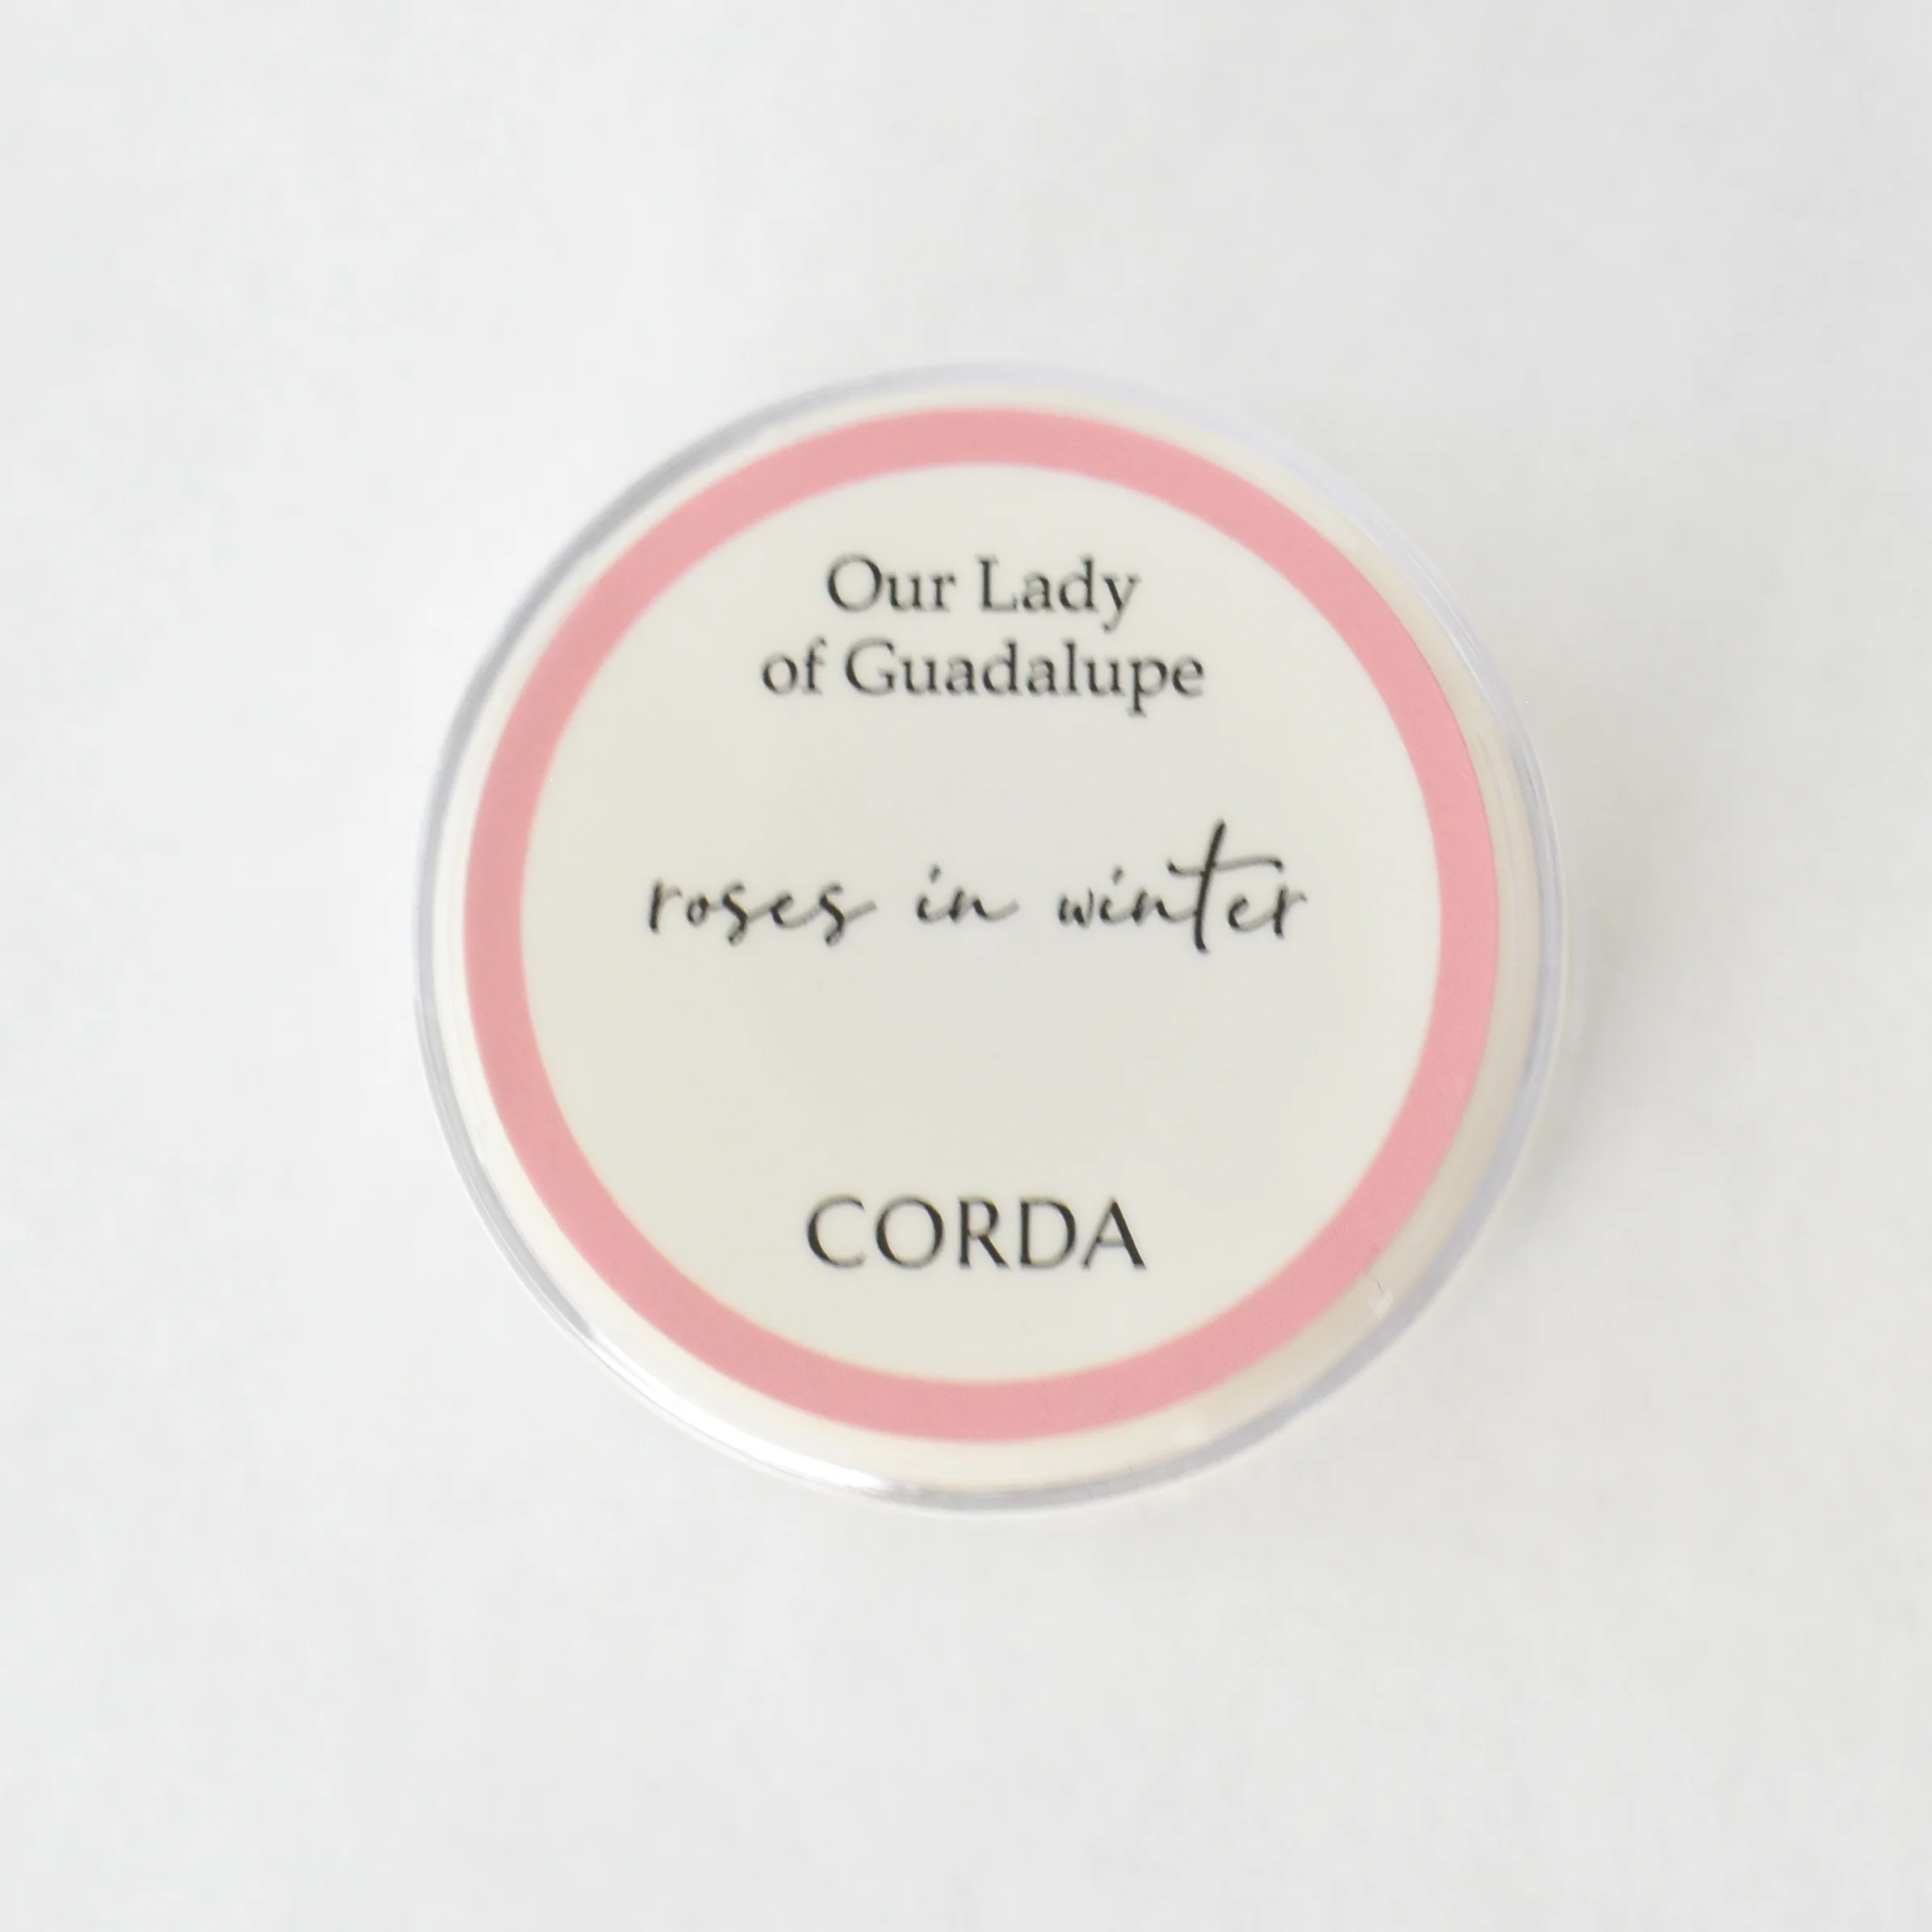 Our Lady
of Guadalupe
roses in winter
CORDA